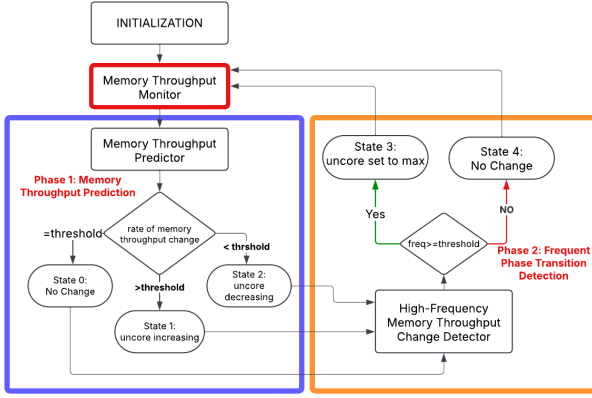 INITIALIZATION
Memory Throughput
Monitor
Memory Throughput
Predictor
Phase 1: Memory
Throughput Prediction
rate of memory
throughput change
=threshold
< thrshold
>threshold
State 0:
No Change
State 2:
uncore
decreasing
State 1:
uncore increasing
State 3:
uncore set to max
State 4:
No Change
Yes
NO
freq>=threshold
Phase 2: Frequent
Phase Transition
Detection
High-Frequency
Memory Throughput
Change Detector